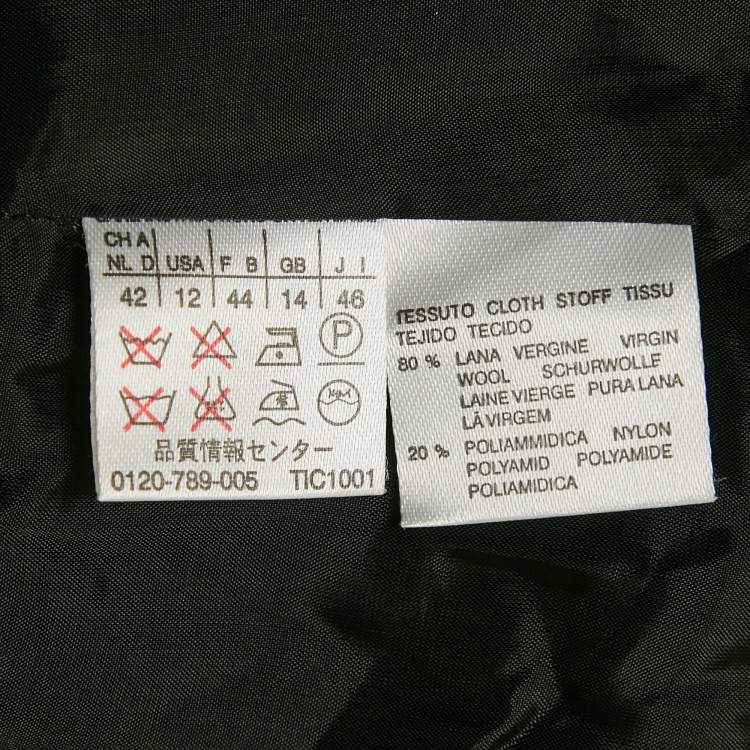 CH A
NL D USA F B GB J I
42 12 44 14 46
P
品質情報センター
0120-789-005 TIC1001
TESSUTO CLOTH STOFF TISSU
TEJIDO TECIDO
80 % LANA VERGINE VIRGIN
WOOL SCHURWOLLE
LAINE VIERGE PURA LANA
LÃ VIRGEM
20 % POLIAMMIDICA NYLON
POLYAMID POLYAMIDE
POLIAMIDICA